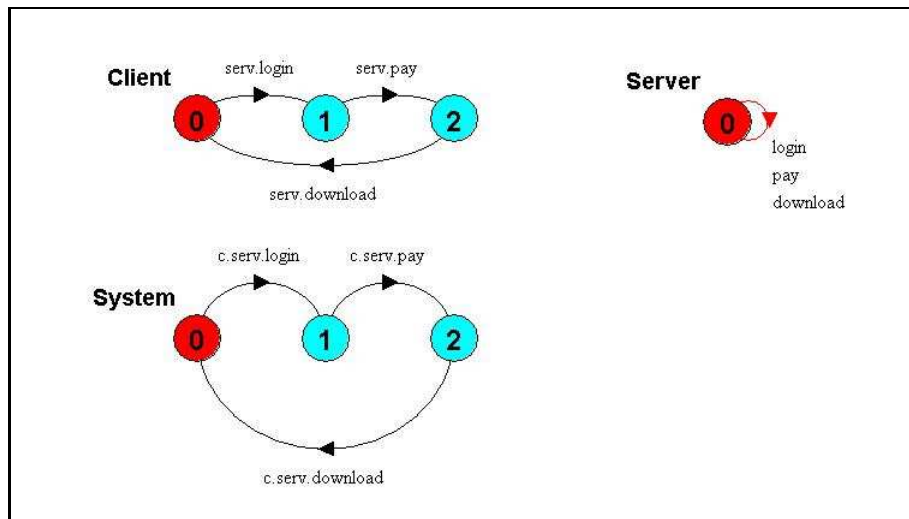 Client
serv.login
serv.pay
0
1
2
serv.download
Server
0
login
pay
download
System
c.serv.login
c.serv.pay
0
1
2
c.serv.download